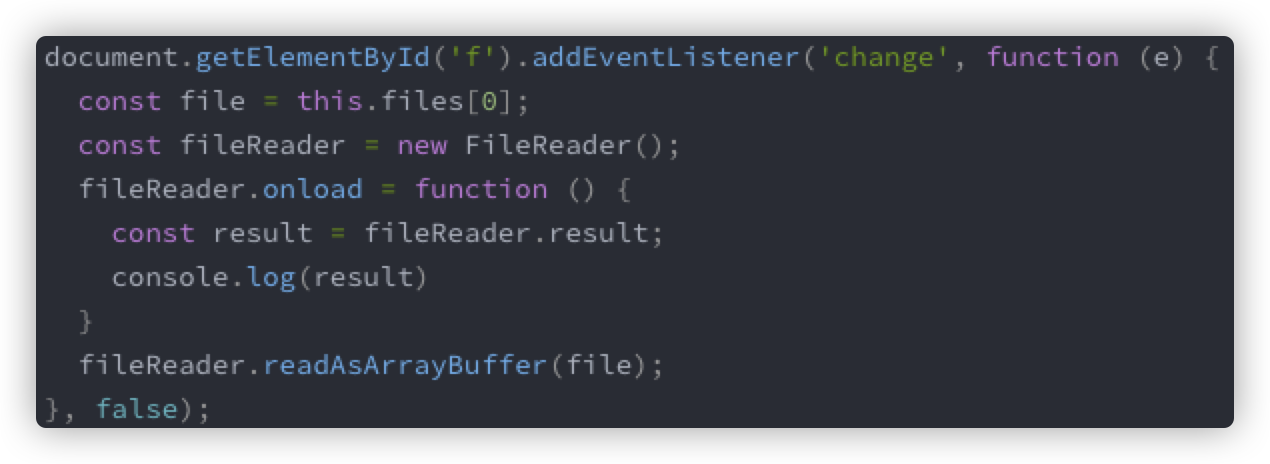 document.getElementById('f').addEventListener('change', function (e) {
  const file = this.files[0];
  const fileReader = new FileReader();
  fileReader.onload = function () {
    const result = fileReader.result;
    console.log(result)
  }
  fileReader.readAsArrayBuffer(file);
}, false);